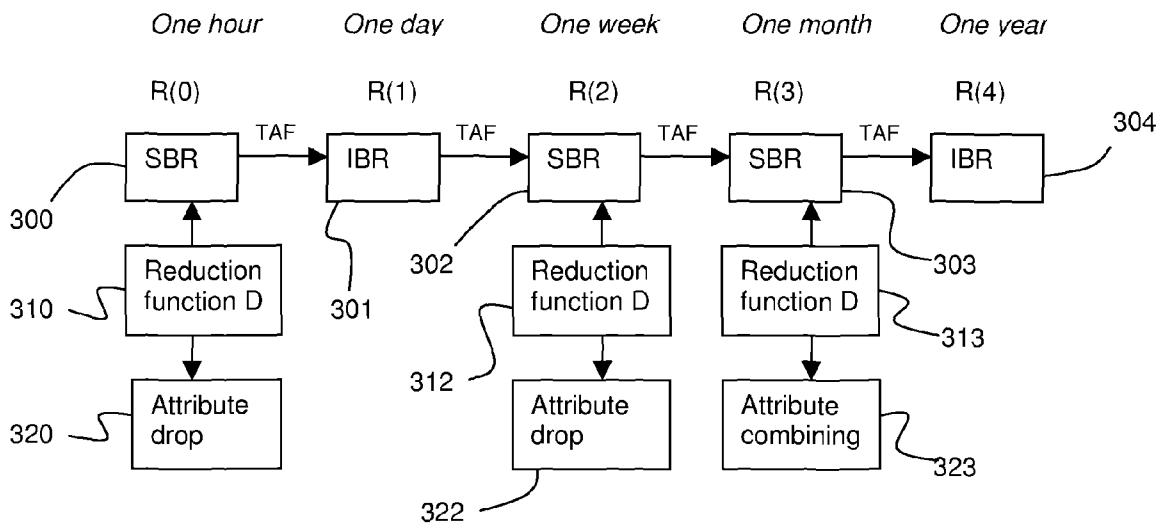 One hour One day One week One month One year
R(0) R(1) R(2) R(3) R(4)
TAF TAF TAF TAF
SBR IBR SBR SBR IBR
304
300
301
302
303
Reduction function D
Reduction function D
Reduction function D
310
312
313
Attribute drop
Attribute drop
Attribute combining
320
322
323